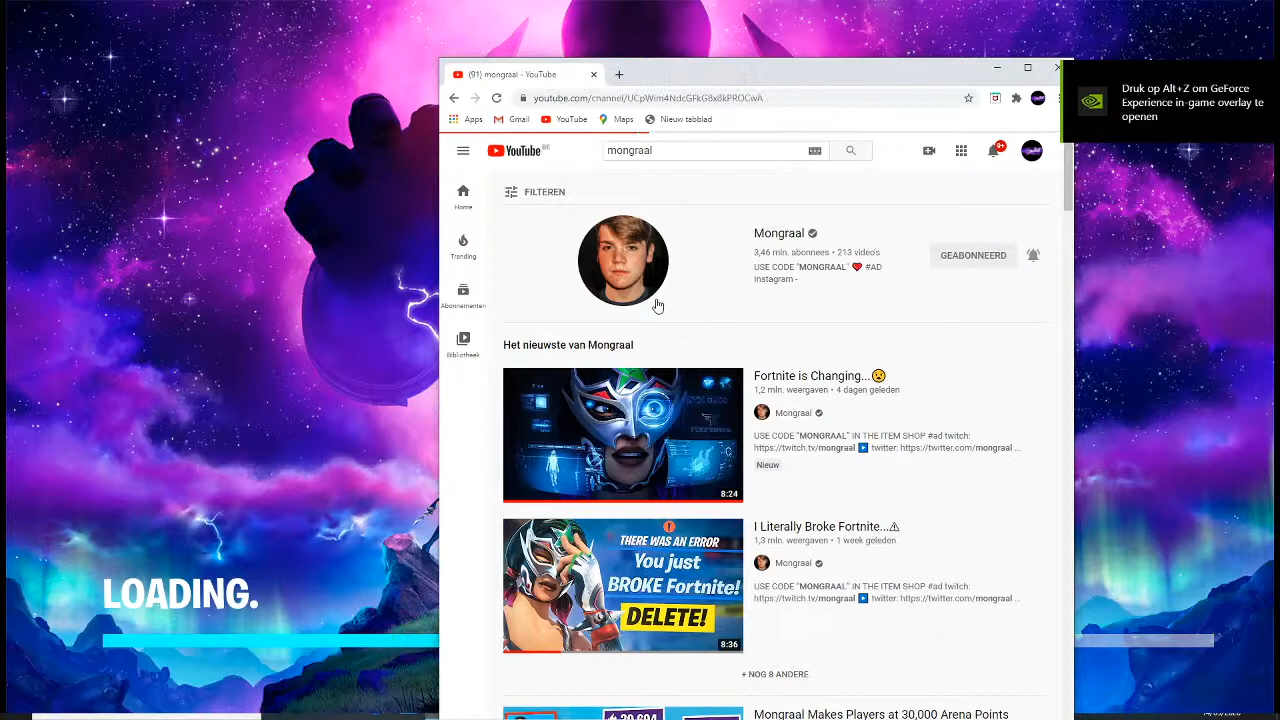 (91) mongraal - YouTube
Druk op Alt+Z om GeForce
Experience in-game overlay te
openen
youtube.com/channel/UCpWim4NdcGFkG8x8kPROCwA
Apps
Gmail
YouTube
Maps
Nieuw tabblad
YouTube BE
mongraal
9+
FILTEREN
Home
Trending
Abonnementen
Bibliotheek
Mongraal
3,46 mln. abonnees • 213 video's
USE CODE "MONGRAAL" ❤️ #AD
Instagram -
GEABONNEERD
Het nieuwste van Mongraal
8:24
Fortnite is Changing...😧
1,2 mln. weergaven • 4 dagen geleden
Mongraal
USE CODE "MONGRAAL" IN THE ITEM SHOP #ad twitch:
https://twitch.tv/mongraal ▶️ twitter: https://twitter.com/mongraal ...
Nieuw
THERE WAS AN ERROR
You just
BROKE Fortnite!
DELETE!
8:36
I Literally Broke Fortnite...⚠
1,3 mln. weergaven • 1 week geleden
Mongraal
USE CODE "MONGRAAL" IN THE ITEM SHOP #ad twitch:
https://twitch.tv/mongraal ▶️ twitter: https://twitter.com/mongraal ...
+ NOG 8 ANDERE
Mongraal Makes Players at 30,000 Arena Points
LOADING.